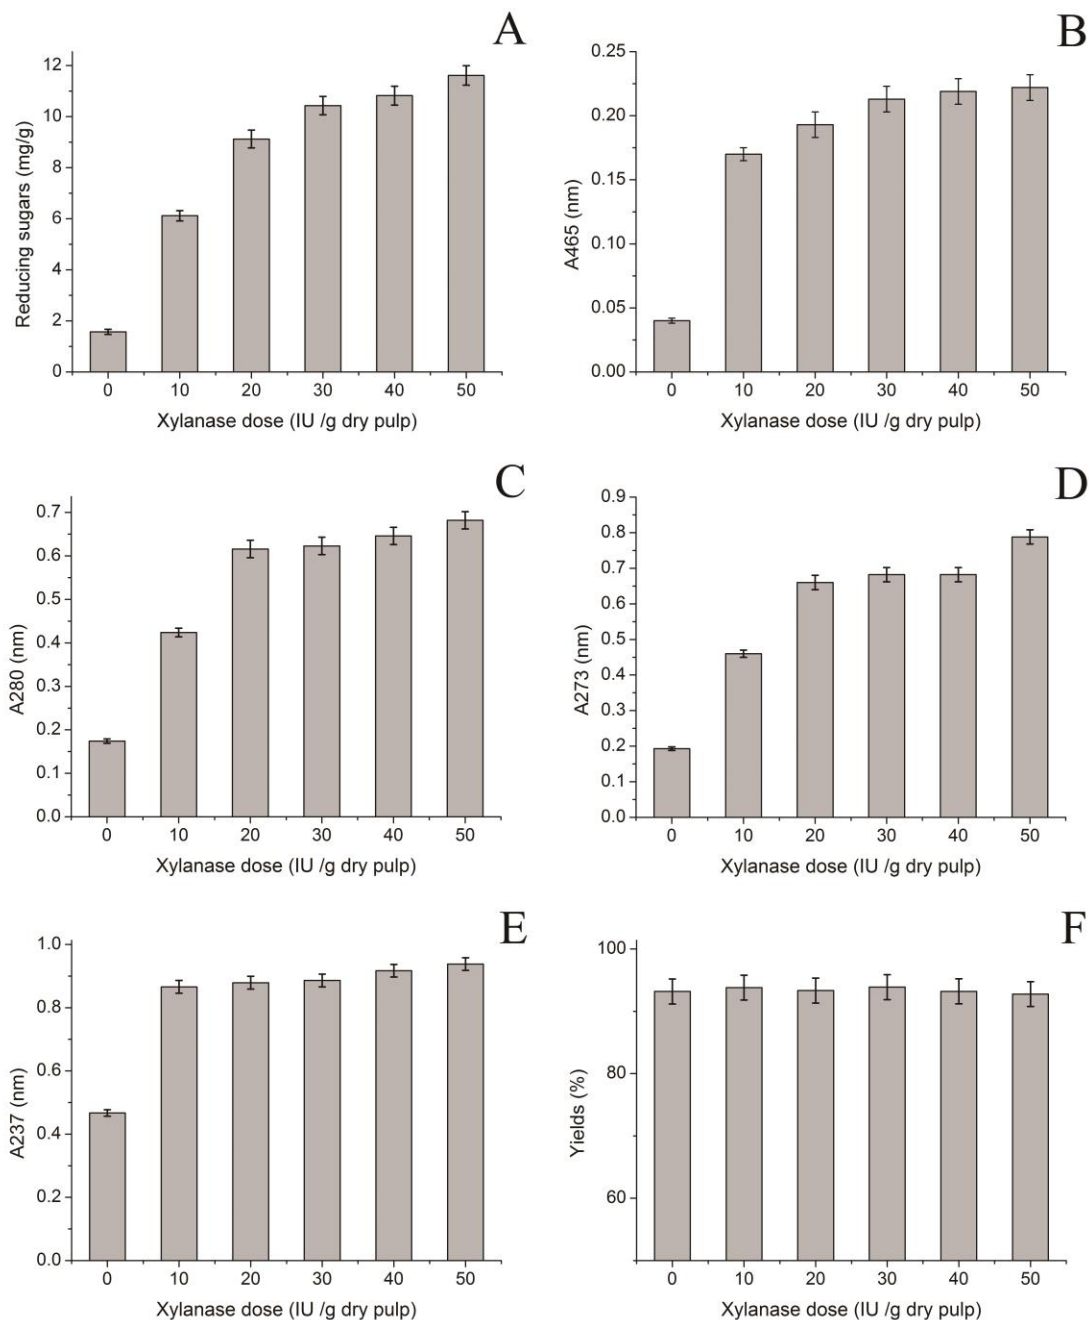 A
Reducing sugars (mg/g)
12
10
8
6
4
2
0
0 10 20 30 40 50
Xylanase dose (IU /g dry pulp)
B
A465 (nm)
0.25
0.20
0.15
0.10
0.05
0.00
0 10 20 30 40 50
Xylanase dose (IU /g dry pulp)
C
A280 (nm)
0.7
0.6
0.5
0.4
0.3
0.2
0.1
0.0
0 10 20 30 40 50
Xylanase dose (IU /g dry pulp)
D
A273 (nm)
0.9
0.8
0.7
0.6
0.5
0.4
0.3
0.2
0.1
0.0
0 10 20 30 40 50
Xylanase dose (IU /g dry pulp)
E
A237 (nm)
1.0
0.8
0.6
0.4
0.2
0.0
0 10 20 30 40 50
Xylanase dose (IU /g dry pulp)
F
Yields (%)
100
80
60
0 10 20 30 40 50
Xylanase dose (IU /g dry pulp)